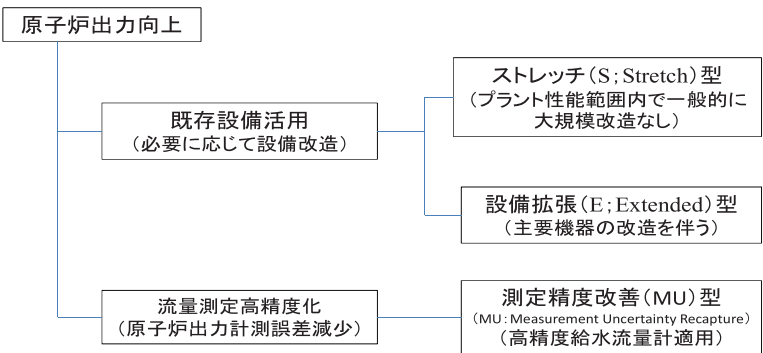 原子炉出力向上
ストレッチ(S;Stretch)型
(プラント性能範囲内で一般的に
大規模改造なし)
既存設備活用
(必要に応じて設備改造)
設備拡張(E;Extended)型
(主要機器の改造を伴う)
流量測定高精度化
(原子炉出力計測誤差減少)
測定精度改善(MU)型
(MU:Measurement Uncertainty Recapture)
(高精度給水流量計適用)